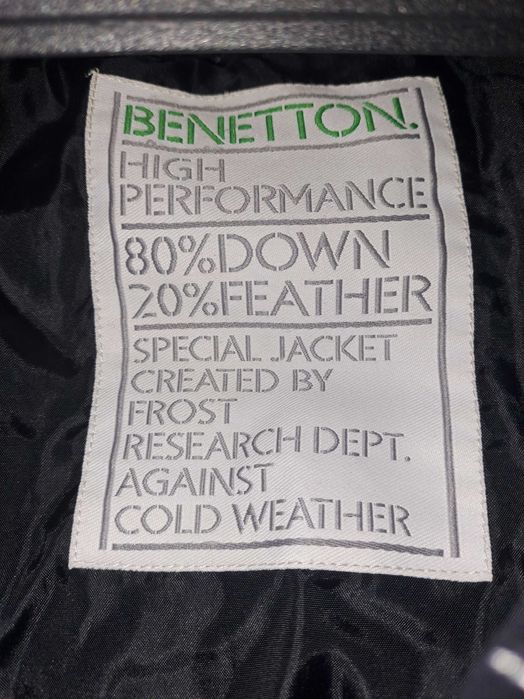 BENETTON.
HIGH
PERFORMANCE
80%DOWN
20%FEATHER
SPECIAL JACKET
CREATED BY
FROST
RESEARCH DEPT.
AGAINST
COLD WEATHER